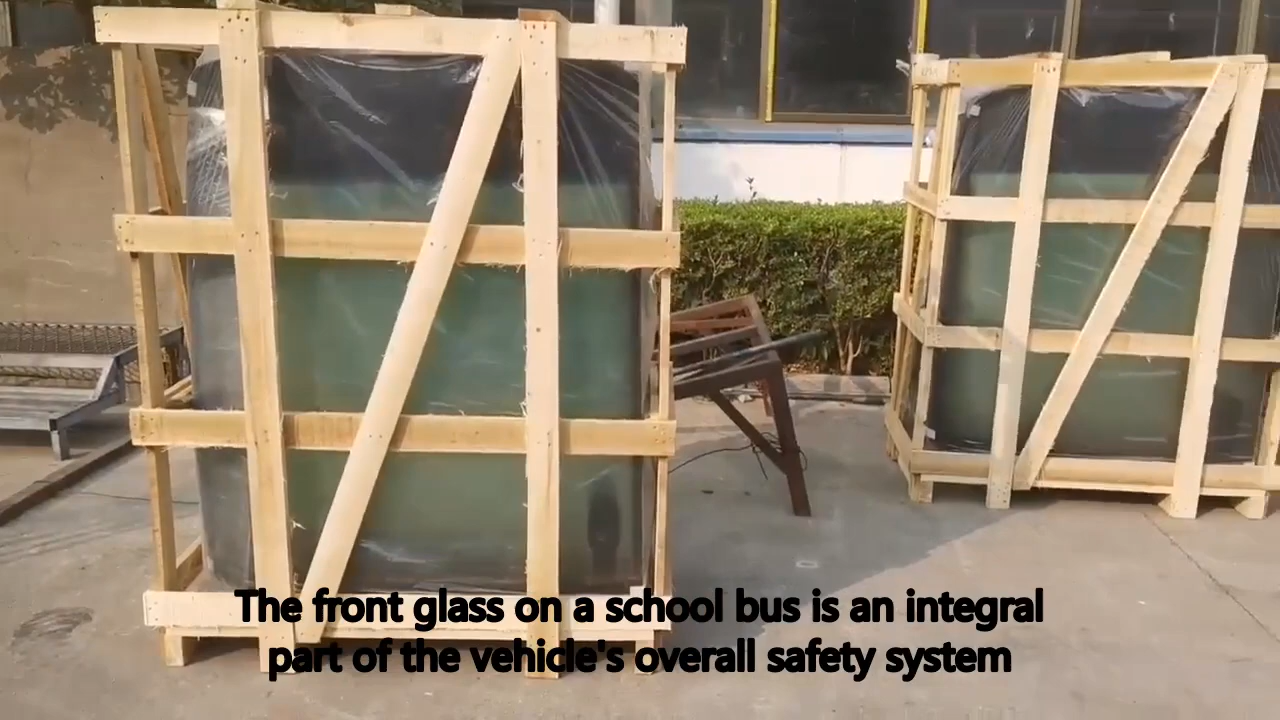 The front glass on a school bus is an integral
part of the vehicle's overall safety system